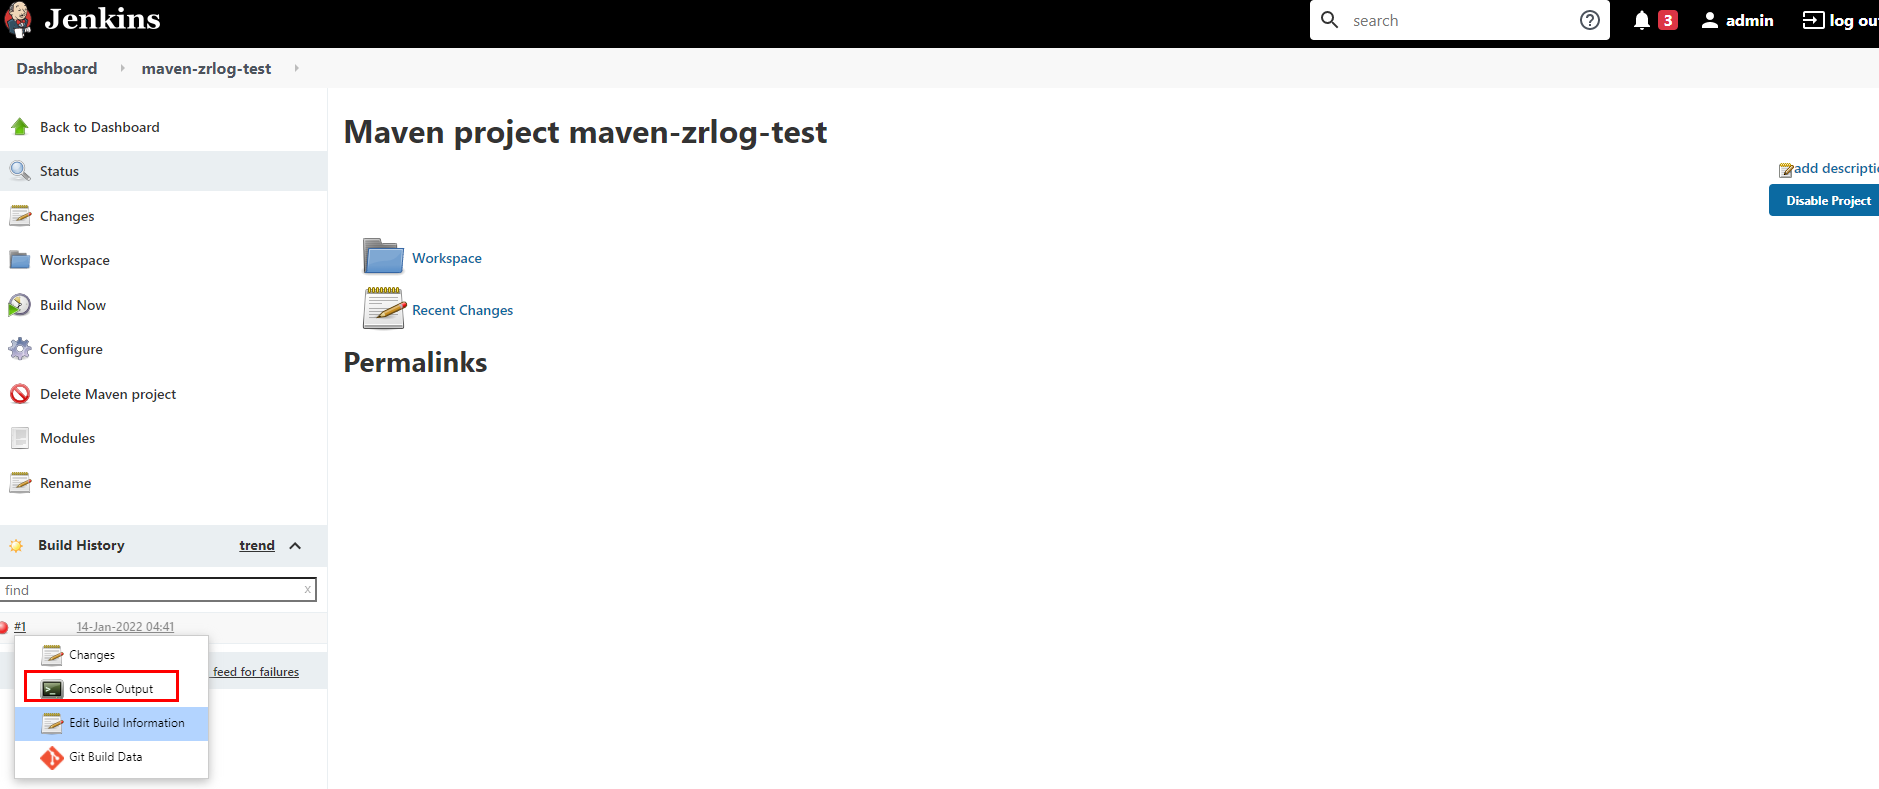 Jenkins
search
3
admin
log ou
Dashboard
maven-zrlog-test
Back to Dashboard
Status
Changes
Workspace
Build Now
Configure
Delete Maven project
Modules
Rename
Maven project maven-zrlog-test
add descriptio
Disable Project
Workspace
Recent Changes
Permalinks
Build History trend
find x
#1 14-Jan-2022 04:41
feed for failures
Changes
Console Output
Edit Build Information
Git Build Data